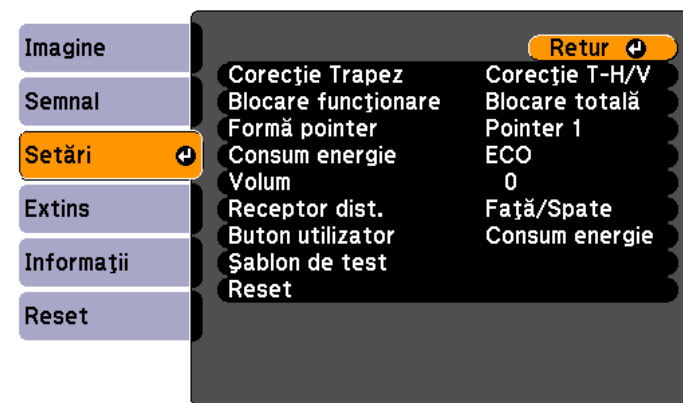 Imagine
Semnal
Setări
Extins
Informaţii
Reset
Retur
Corecţie Trapez Corecţie T-H/V
Blocare funcţionare Blocare totală
Formă pointer Pointer 1
Consum energie ECO
Volum 0
Receptor dist. Faţă/Spate
Buton utilizator Consum energie
Şablon de test
Reset